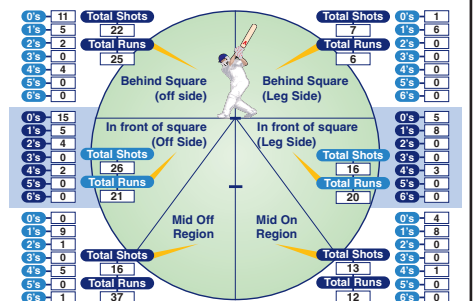 0's 11
1's 5
2's 2
3's 0
4's 4
5's 0
6's 0
Total Shots
22
Total Runs
25
Behind Square
(off side)
Total Shots
7
Total Runs
6
Behind Square
(Leg Side)
0's 1
1's 6
2's 0
3's 0
4's 0
5's 0
6's 0
0's 15
1's 5
2's 4
3's 0
4's 2
5's 0
6's 0
In front of square
(Off Side)
Total Shots
26
Total Runs
21
In front of square
(Leg Side)
Total Shots
16
Total Runs
20
0's 5
1's 8
2's 0
3's 0
4's 3
5's 0
6's 0
0's 0
1's 9
2's 1
3's 0
4's 5
5's 0
6's 1
Mid Off
Region
Total Shots
16
Total Runs
37
Mid On
Region
Total Shots
13
Total Runs
12
0's 4
1's 8
2's 0
3's 0
4's 1
5's 0
6's 0